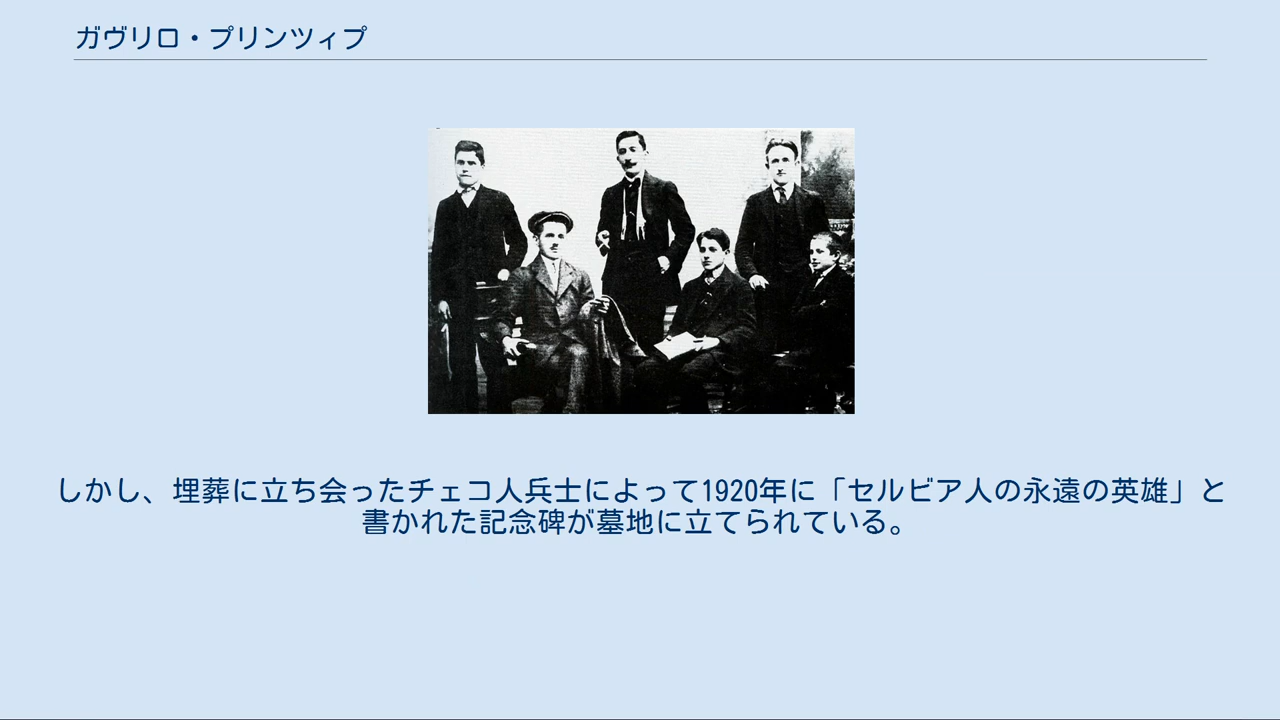 ガヴリロ・プリンツィプ
しかし、埋葬に立ち会ったチェコ人兵士によって1920年に「セルビア人の永遠の英雄」と
書かれた記念碑が墓地に立てられている。